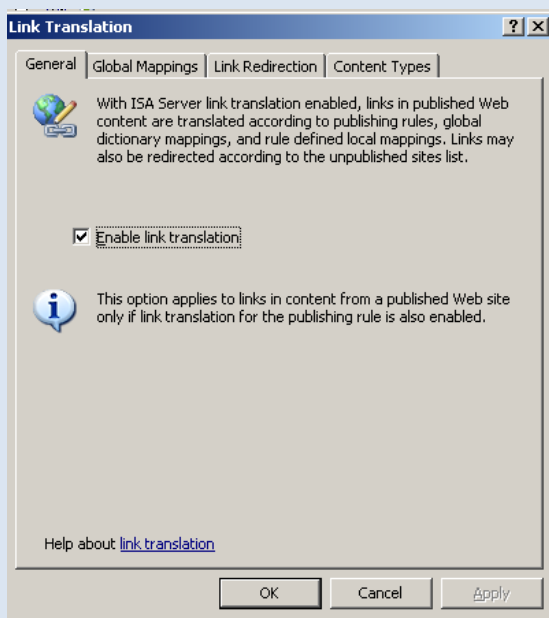 Link Translation
General
Global Mappings
Link Redirection
Content Types
With ISA Server link translation enabled, links in published Web
content are translated according to publishing rules, global
dictionary mappings, and rule defined local mappings. Links may
also be redirected according to the unpublished sites list.
Enable link translation
This option applies to links in content from a published Web site
only if link translation for the publishing rule is also enabled.
Help about link translation
OK
Cancel
Apply